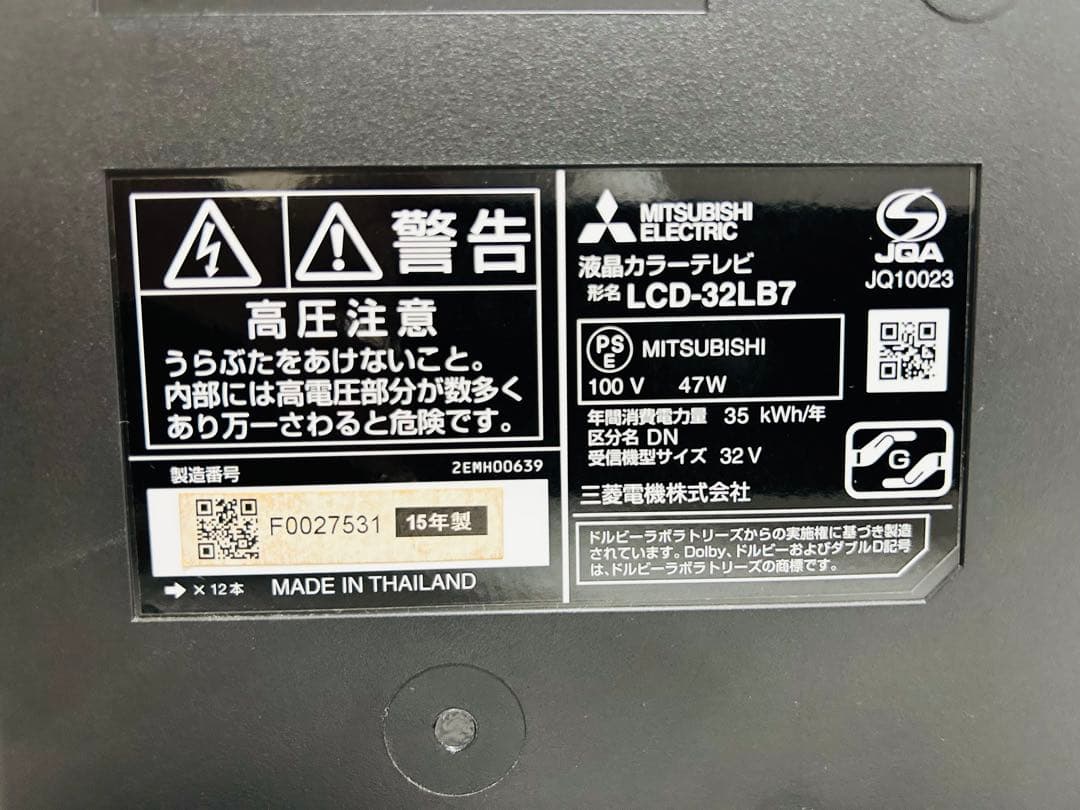 警告
高圧注意
うらぶたをあけないこと。
内部には高電圧部分が数多く
あり万一さわると危険です。
製造番号
2EMH00639
F0027531
15年製
× 12本
MADE IN THAILAND
MITSUBISHI
ELECTRIC
JQA
JQ10023
液晶カラーテレビ
形名 LCD-32LB7
PS
E
MITSUBISHI
100 V 47W
年間消費電力量 35 kWh/年
区分名 DN
受信機型サイズ 32 V
G
三菱電機株式会社
ドルビーラボラトリーズからの実施権に基づき製造
されています。Dolby、ドルビーおよびダブルD記号
は、ドルビーラボラトリーズの商標です。